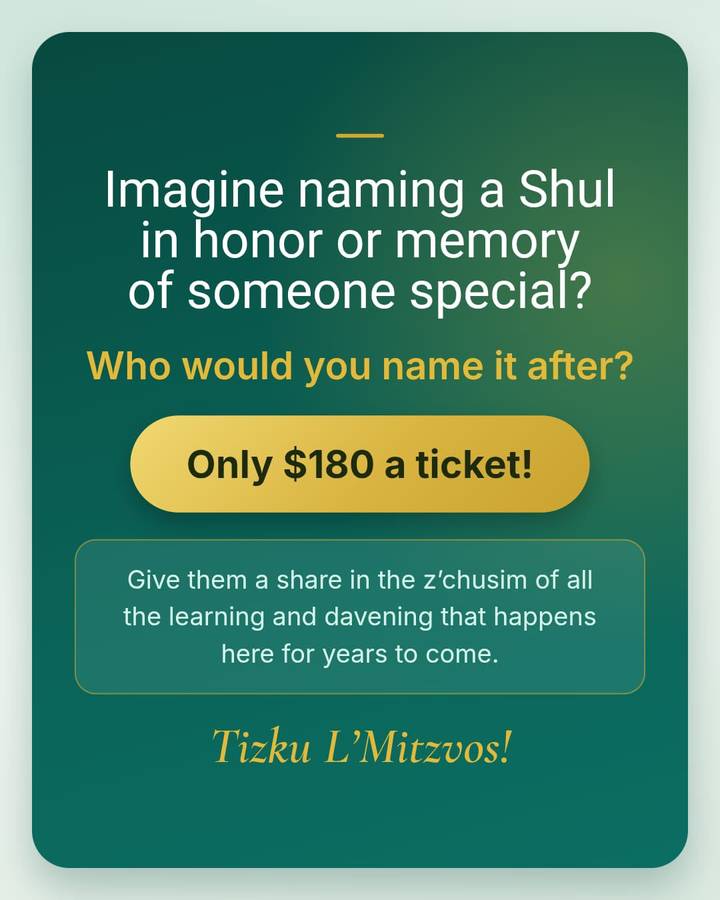 Imagine naming a Shul
in honor or memory
of someone special?
Who would you name it after?
Only $180 a ticket!
Give them a share in the z’chusim of all
the learning and davening that happens
here for years to come.
Tizku L’Mitzvos!